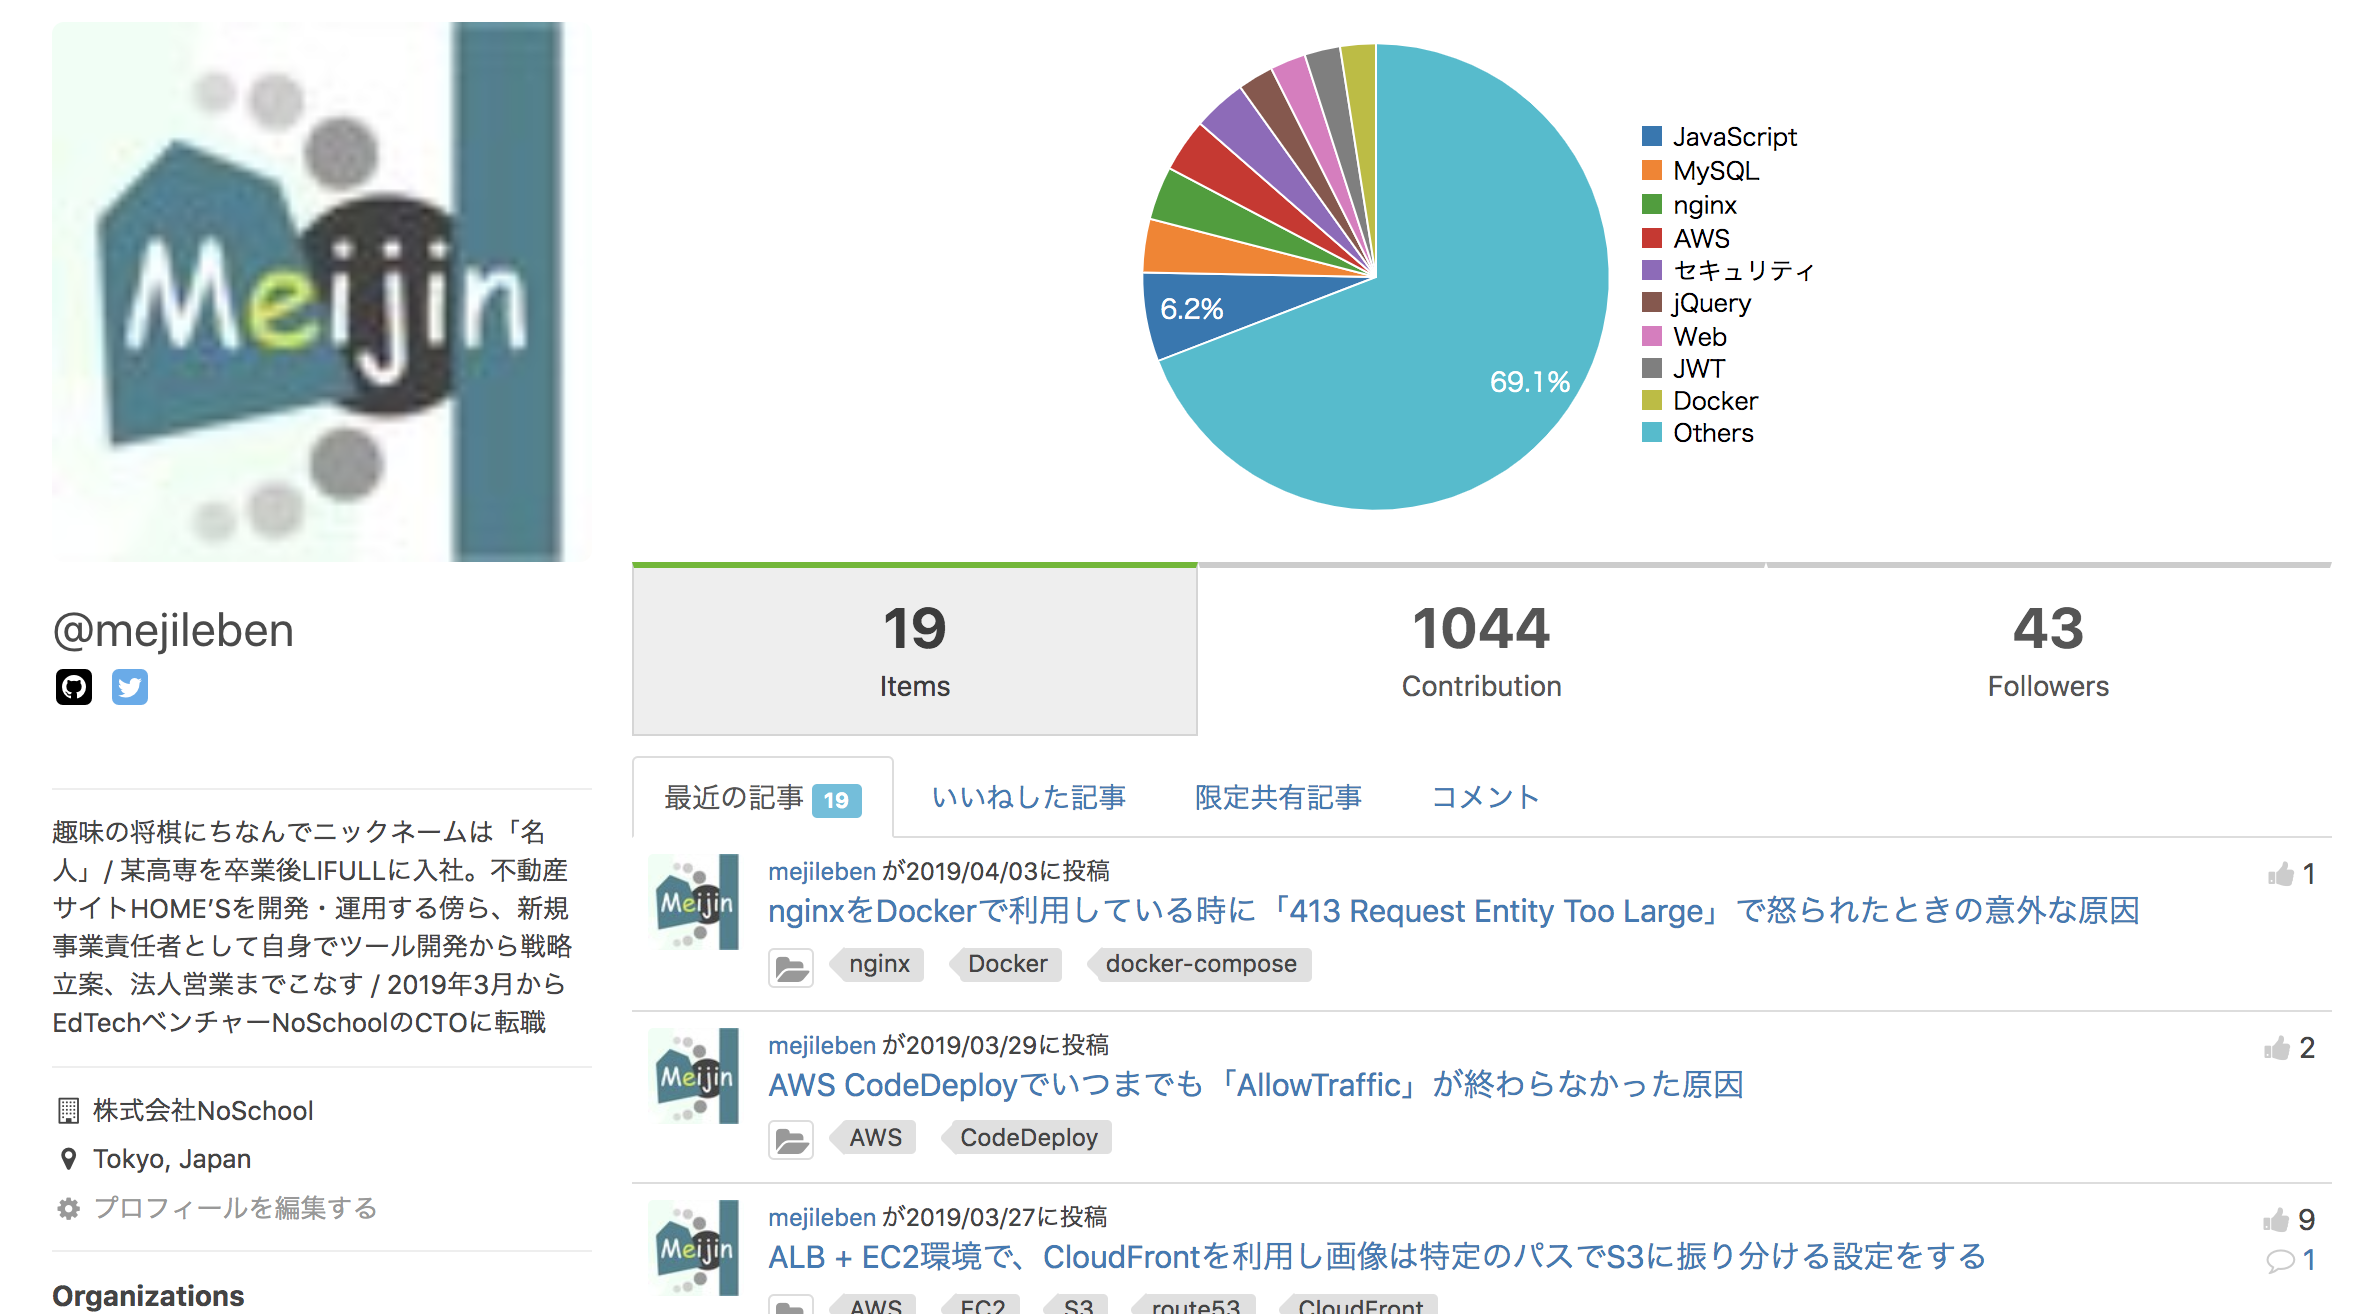 Meijin
6.2%
69.1%
JavaScript
MySQL
nginx
AWS
セキュリティ
jQuery
Web
JWT
Docker
Others
@mejileben
趣味の将棋にちなんでニックネームは「名
人」/ 某高専を卒業後LIFULLに入社。不動産
サイトHOME'Sを開発・運用する傍ら、新規
事業責任者として自身でツール開発から戦略
立案、法人営業までこなす / 2019年3月から
EdTechベンチャーNoSchoolのCTOに転職
株式会社NoSchool
Tokyo, Japan
プロフィールを編集する
Organizations
19
Items
1044
Contribution
43
Followers
最近の記事 19 いいねした記事 限定共有記事 コメント
Meijin
mejileben が2019/04/03に投稿
1
nginxをDockerで利用している時に「413 Request Entity Too Large」で怒られたときの意外な原因
nginx Docker docker-compose
Meijin
mejileben が2019/03/29に投稿
2
AWS CodeDeployでいつまでも「AllowTraffic」が終わらなかった原因
AWS CodeDeploy
Meijin
mejileben が2019/03/27に投稿
9
ALB + EC2環境で、CloudFrontを利用し画像は特定のパスでS3に振り分ける設定をする
1
AWS EC2 S3 route53 CloudFront